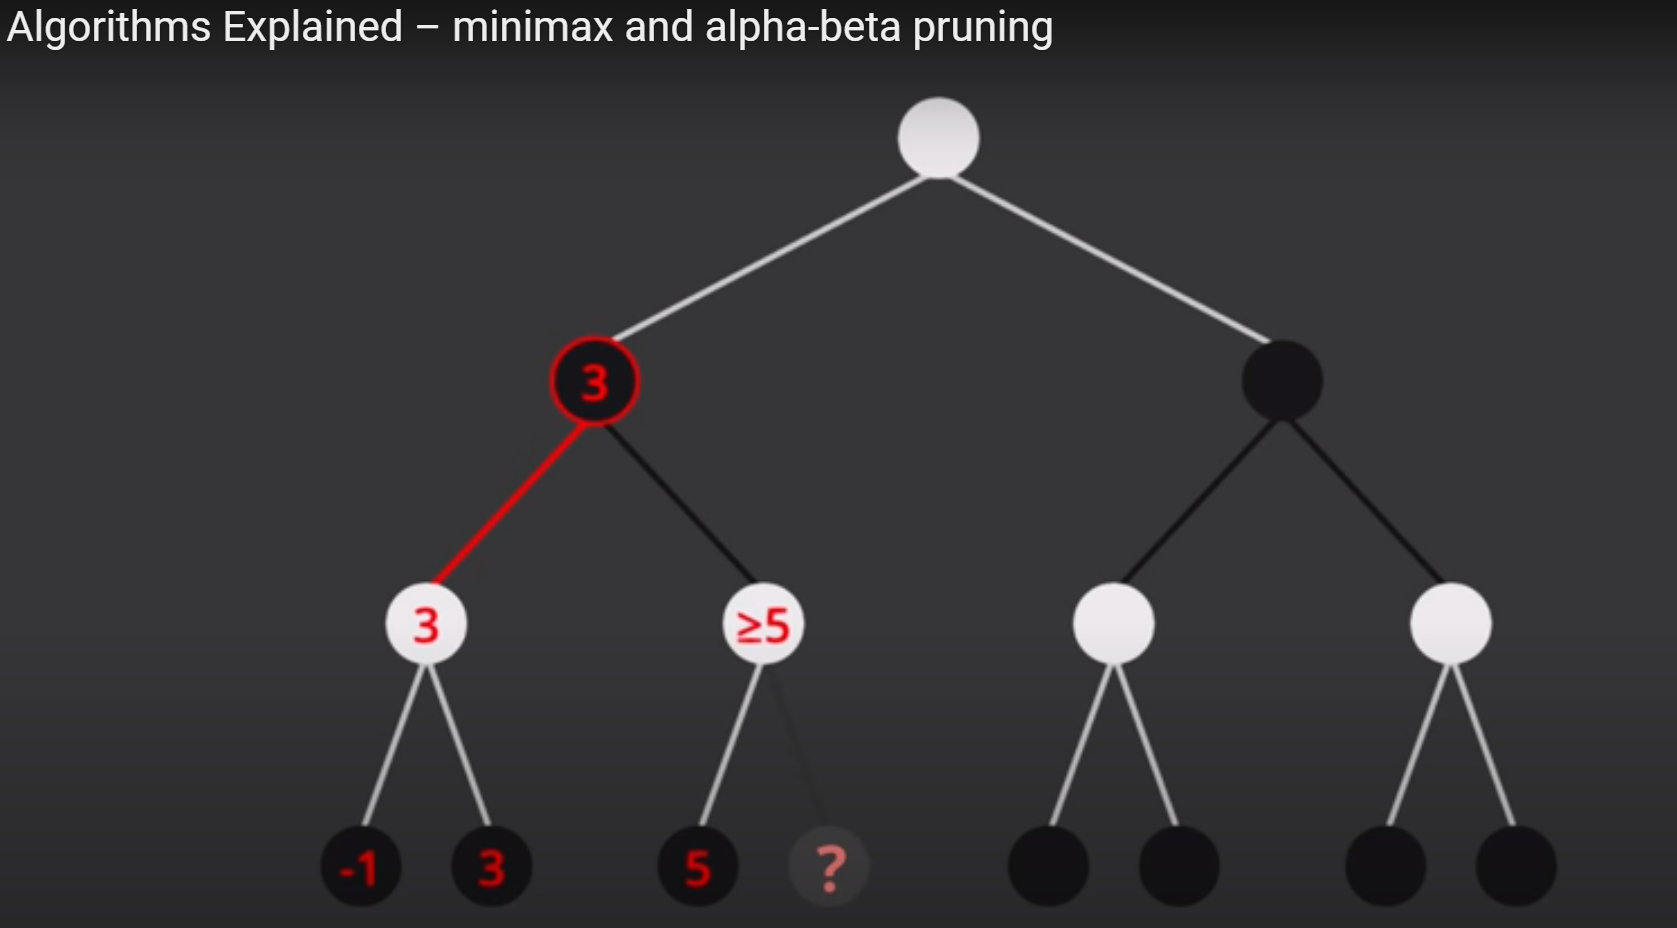 Algorithms Explained – minimax and alpha-beta pruning
3
3 ≥5
-1 3 5 ?